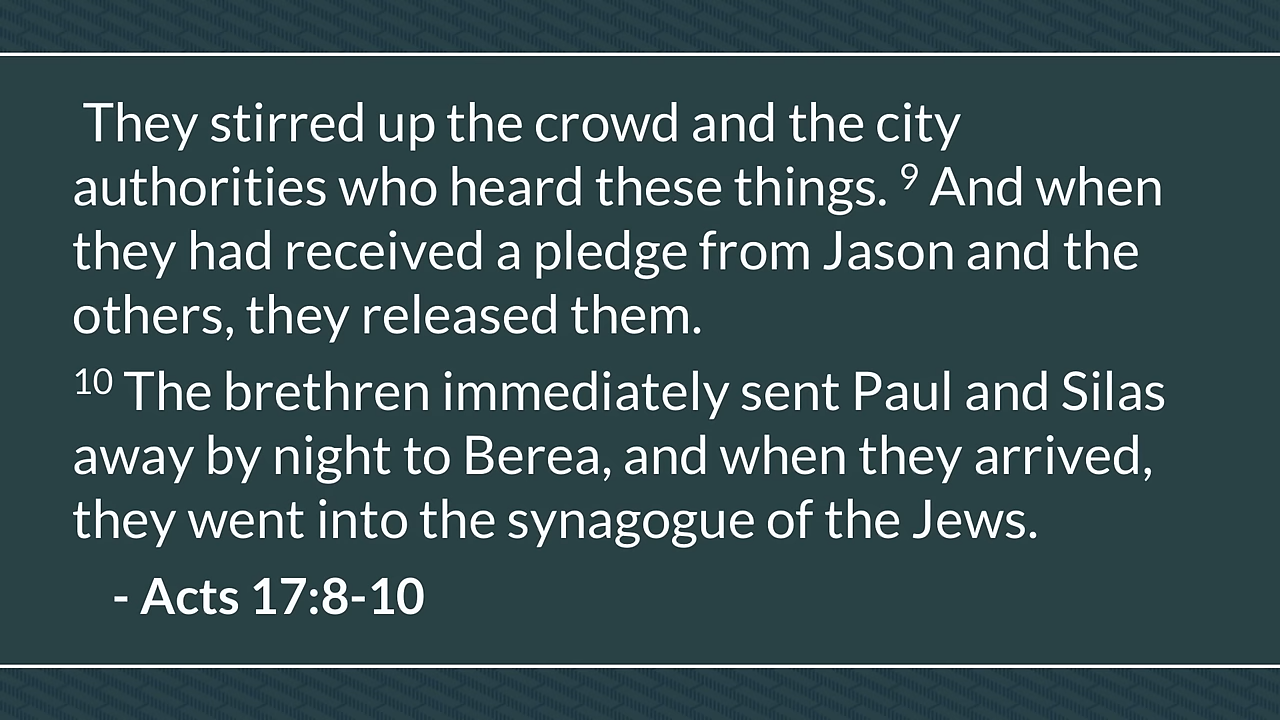 They stirred up the crowd and the city
authorities who heard these things. ⁹ And when
they had received a pledge from Jason and the
others, they released them.
¹⁰ The brethren immediately sent Paul and Silas
away by night to Berea, and when they arrived,
they went into the synagogue of the Jews.
- Acts 17:8-10